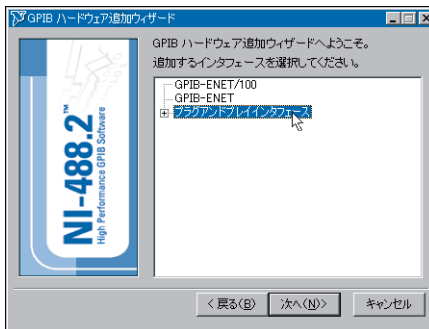 GPIB ハードウェア追加ウィザード
GPIB ハードウェア追加ウィザードへようこそ。
追加するインタフェースを選択してください。
GPIB-ENET/100
GPIB-ENET
プラグアンドプレイインタフェース
NI-488.2™
High Performance GPIB Software
< 戻る(B)
次へ(N)>
キャンセル